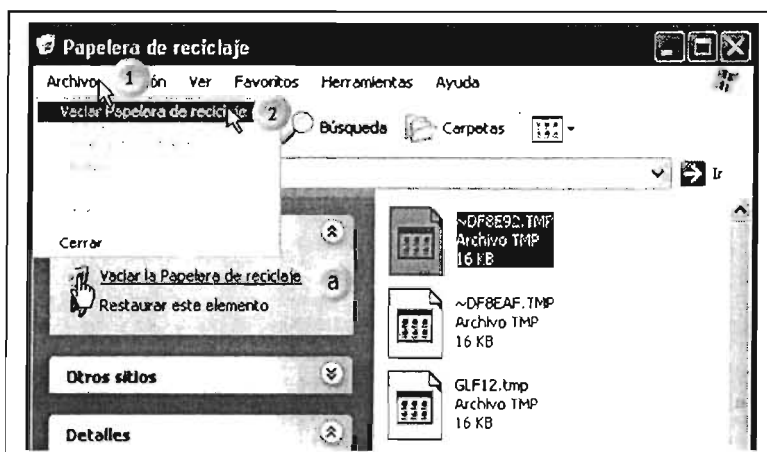 Papelera de reciclaje
Archivo 1 ón Ver Favoritos Herramientas Ayuda
Vaciar Papelera de reciclaje 2
Búsqueda Carpetas
Ir
Cerrar
Vaciar la Papelera de reciclaje a
Restaurar este elemento
Otros sitios
Detalles
~DF8E92.TMP
Archivo TMP
16 KB
~DF8EAF.TMP
Archivo TMP
16 KB
GLF12.tmp
Archivo TMP
16 KB